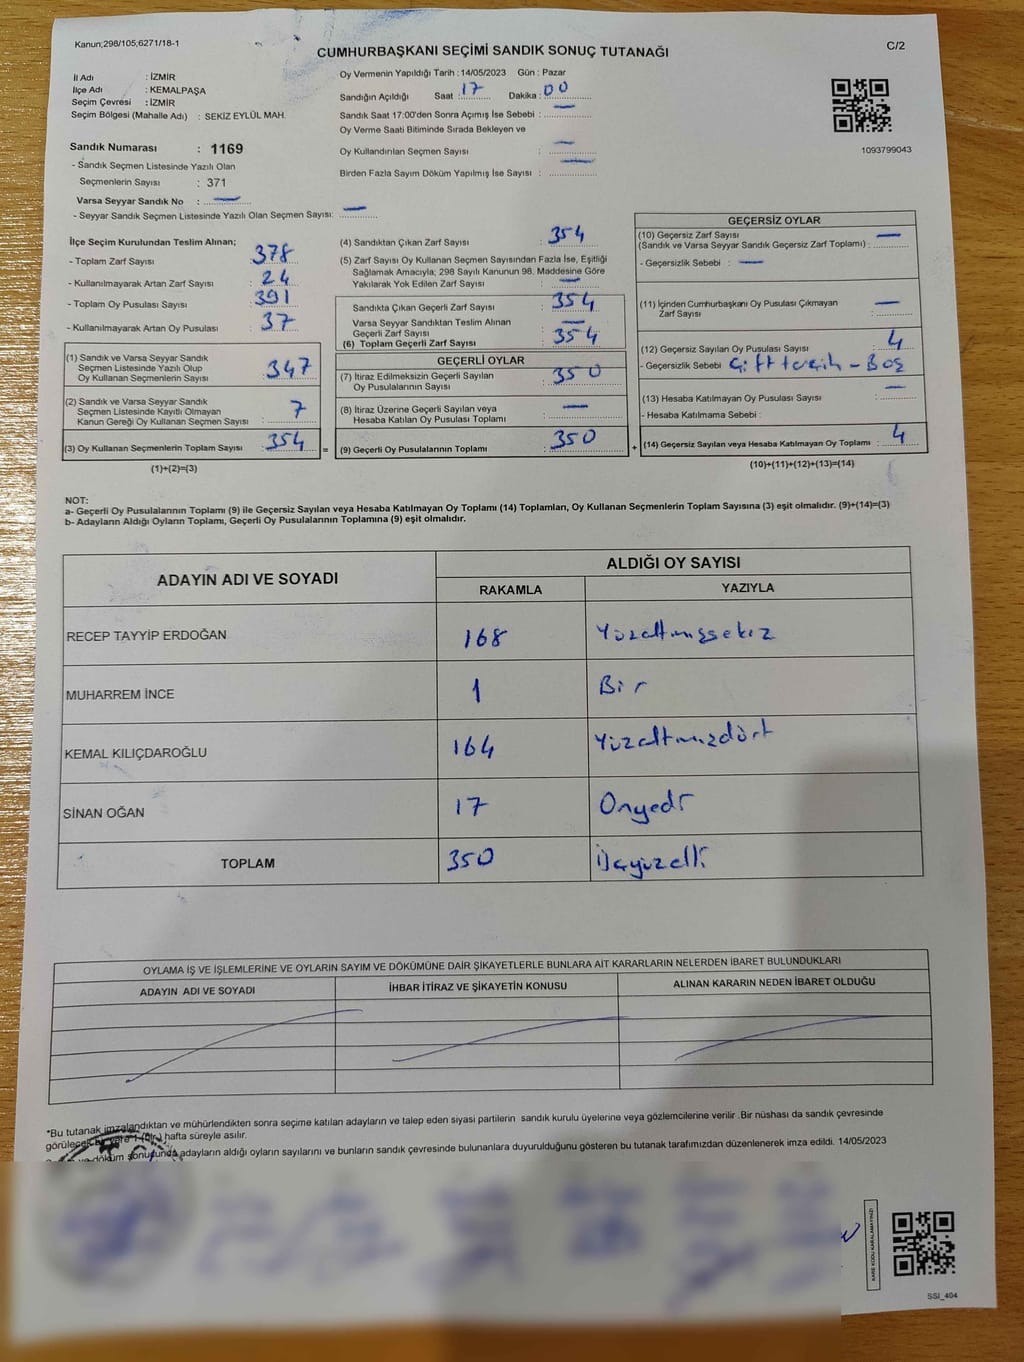 Kanun;298/105;6271/18-1
CUMHURBAŞKANI SEÇİMİ SANDIK SONUÇ TUTANAĞI
C/2
İl Adı : İZMİR
İlçe Adı : KEMALPAŞA
Seçim Çevresi : İZMİR
Seçim Bölgesi (Mahalle Adı) : SEKİZ EYLÜL MAH.
Sandık Numarası : 1169
- Sandık Seçmen Listesinde Yazılı Olan
Seçmenlerin Sayısı : 371
Varsa Seyyar Sandık No : —
- Seyyar Sandık Seçmen Listesinde Yazılı Olan Seçmen Sayısı: —
Oy Vermenin Yapıldığı Tarih : 14/05/2023 Gün : Pazar
Sandığın Açıldığı Saat : 17 Dakika : 00
Sandık Saat 17:00'den Sonra Açımış İse Sebebi : —
Oy Verme Saati Bitiminde Sırada Bekleyen ve
Oy Kullandırılan Seçmen Sayısı : —
Birden Fazla Sayım Döküm Yapılmış İse Sayısı : —
1093799043
İlçe Seçim Kurulundan Teslim Alınan;
- Toplam Zarf Sayısı : 378
- Kullanılmayarak Artan Zarf Sayısı : 24
- Toplam Oy Pusulası Sayısı : 391
- Kullanılmayarak Artan Oy Pusulası : 37
(1) Sandık ve Varsa Seyyar Sandık
Seçmen Listesinde Yazılı Olup
Oy Kullanan Seçmenlerin Sayısı : 347
(2) Sandık ve Varsa Seyyar Sandık
Seçmen Listesinde Kayıtlı Olmayan
Kanun Gereği Oy Kullanan Seçmen Sayısı : 7
(3) Oy Kullanan Seçmenlerin Toplam Sayısı : 354 =
(1)+(2)=(3)
(4) Sandıktan Çıkan Zarf Sayısı : 354
(5) Zarf Sayısı Oy Kullanan Seçmen Sayısından Fazla İse, Eşitliği
Sağlamak Amacıyla; 298 Sayılı Kanunun 98. Maddesine Göre
Yakılarak Yok Edilen Zarf Sayısı : —
Sandıkta Çıkan Geçerli Zarf Sayısı : 354
Varsa Seyyar Sandıktan Teslim Alınan
Geçerli Zarf Sayısı : —
(6) Toplam Geçerli Zarf Sayısı : 354
GEÇERLİ OYLAR
(7) İtiraz Edilmeksizin Geçerli Sayılan
Oy Pusulalarının Sayısı : 350
(8) İtiraz Üzerine Geçerli Sayılan veya
Hesaba Katılan Oy Pusulası Toplamı : —
(9) Geçerli Oy Pusulalarının Toplamı : 350 +
GEÇERSİZ OYLAR
(10) Geçersiz Zarf Sayısı
(Sandık ve Varsa Seyyar Sandık Geçersiz Zarf Toplamı) : —
- Geçersizlik Sebebi : —
(11) İçinden Cumhurbaşkanı Oy Pusulası Çıkmayan
Zarf Sayısı : —
(12) Geçersiz Sayılan Oy Pusulası Sayısı : 4
- Geçersizlik Sebebi Çift tercih - Boş
(13) Hesaba Katılmayan Oy Pusulası Sayısı : —
- Hesaba Katılmama Sebebi :
(14) Geçersiz Sayılan veya Hesaba Katılmayan Oy Toplamı : 4
(10)+(11)+(12)+(13)=(14)
NOT:
a- Geçerli Oy Pusulalarının Toplamı (9) ile Geçersiz Sayılan veya Hesaba Katılmayan Oy Toplamı (14) Toplamları, Oy Kullanan Seçmenlerin Toplam Sayısına (3) eşit olmalıdır. (9)+(14)=(3)
b- Adayların Aldığı Oyların Toplamı, Geçerli Oy Pusulalarının Toplamına (9) eşit olmalıdır.
ADAYIN ADI VE SOYADI
ALDIĞI OY SAYISI
RAKAMLA YAZIYLA
RECEP TAYYİP ERDOĞAN 168 Yüzaltmışsekiz
MUHARREM İNCE 1 Bir
KEMAL KILIÇDAROĞLU 164 Yüzaltmışdört
SİNAN OĞAN 17 Onyedi
TOPLAM 350 Üçyüzelli
OYLAMA İŞ VE İŞLEMLERİNE VE OYLARIN SAYIM VE DÖKÜMÜNE DAİR ŞİKAYETLERLE BUNLARA AİT KARARLARIN NELERDEN İBARET BULUNDUKLARI
ADAYIN ADI VE SOYADI İHBAR İTİRAZ VE ŞİKAYETİN KONUSU ALINAN KARARIN NEDEN İBARET OLDUĞU
*Bu tutanak imzalandıktan ve mühürlendikten sonra seçime katılan adayların ve talep eden siyasi partilerin sandık kurulu üyelerine veya gözlemcilerine verilir .Bir nüshası da sandık çevresinde
görülecek bir yere 1 (bir) hafta süreyle asılır.
döküm sonucunda adayların aldığı oyların sayılarını ve bunların sandık çevresinde bulunanlara duyurulduğunu gösteren bu tutanak tarafımızdan düzenlenerek imza edildi. 14/05/2023
KARE KODU KARALAMAYINIZ!
SSI_404